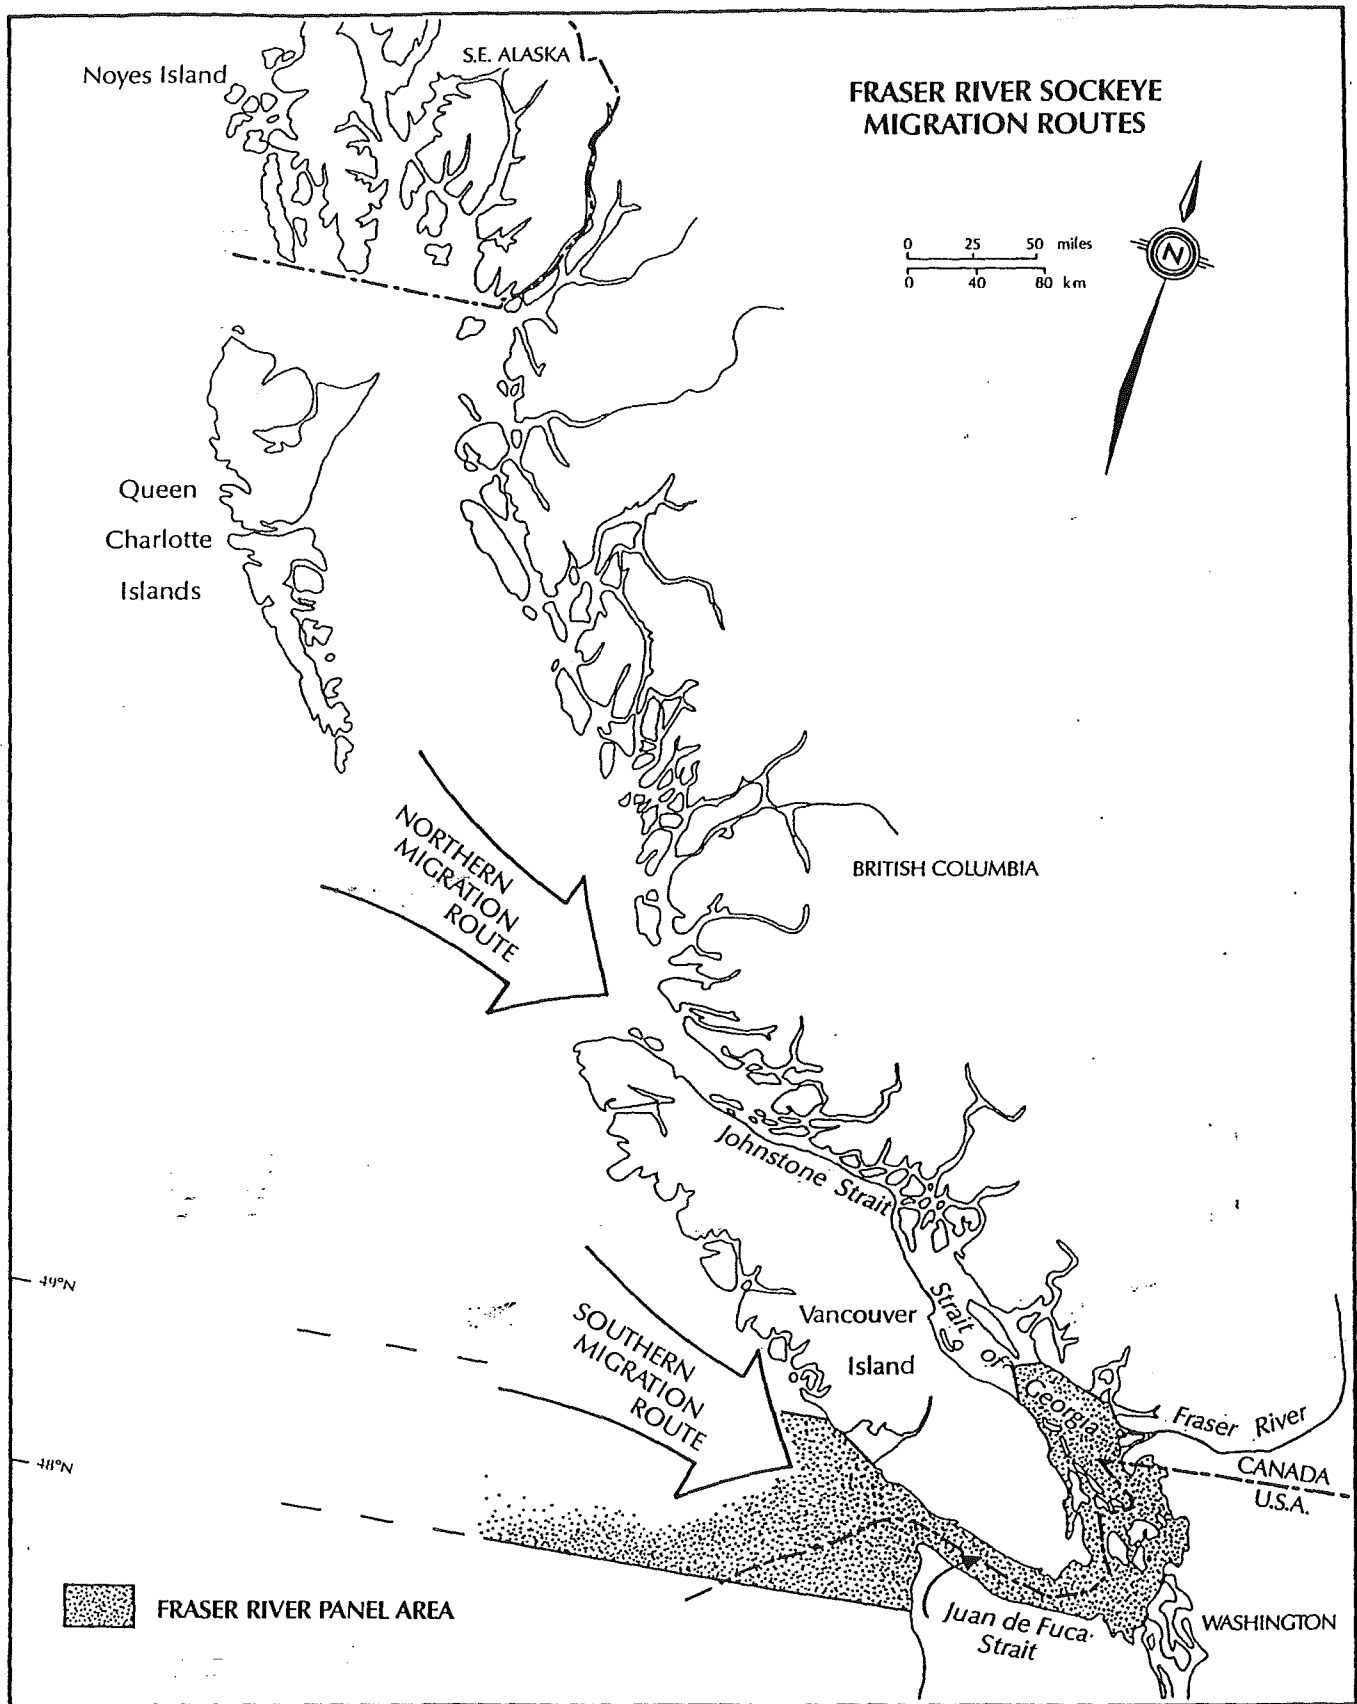 S.E. ALASKA
Noyes Island
FRASER RIVER SOCKEYE
MIGRATION ROUTES
N
0 25 50 miles
0 40 80 km
Queen
Charlotte
Islands
NORTHERN
MIGRATION
ROUTE
BRITISH COLUMBIA
Johnstone Strait
49°N
SOUTHERN
MIGRATION
ROUTE
Vancouver
Island
Strait of
Georgia
Fraser River
48°N
CANADA
U.S.A.
FRASER RIVER PANEL AREA
Juan de Fuca
Strait
WASHINGTON